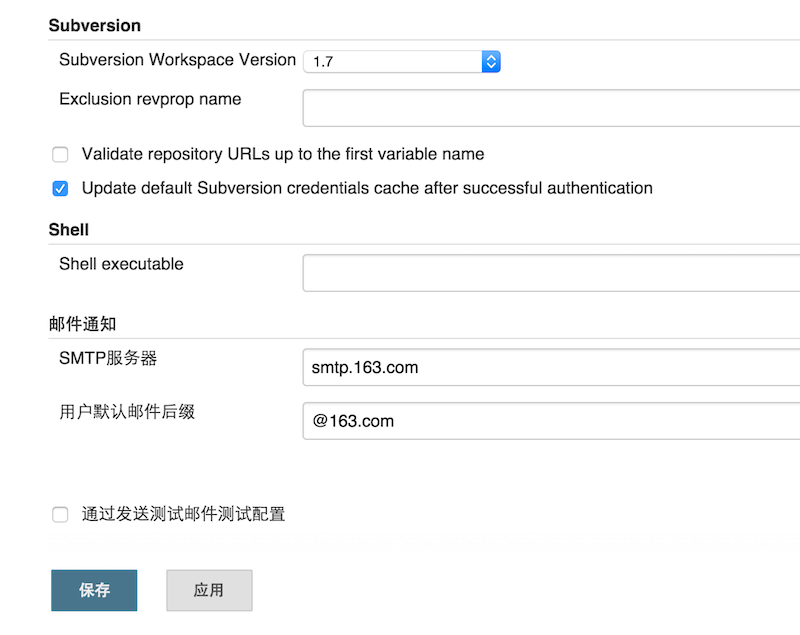 Subversion
Subversion Workspace Version 1.7
Exclusion revprop name
Validate repository URLs up to the first variable name
Update default Subversion credentials cache after successful authentication
Shell
Shell executable
邮件通知
SMTP服务器 smtp.163.com
用户默认邮件后缀 @163.com
通过发送测试邮件测试配置
保存 应用